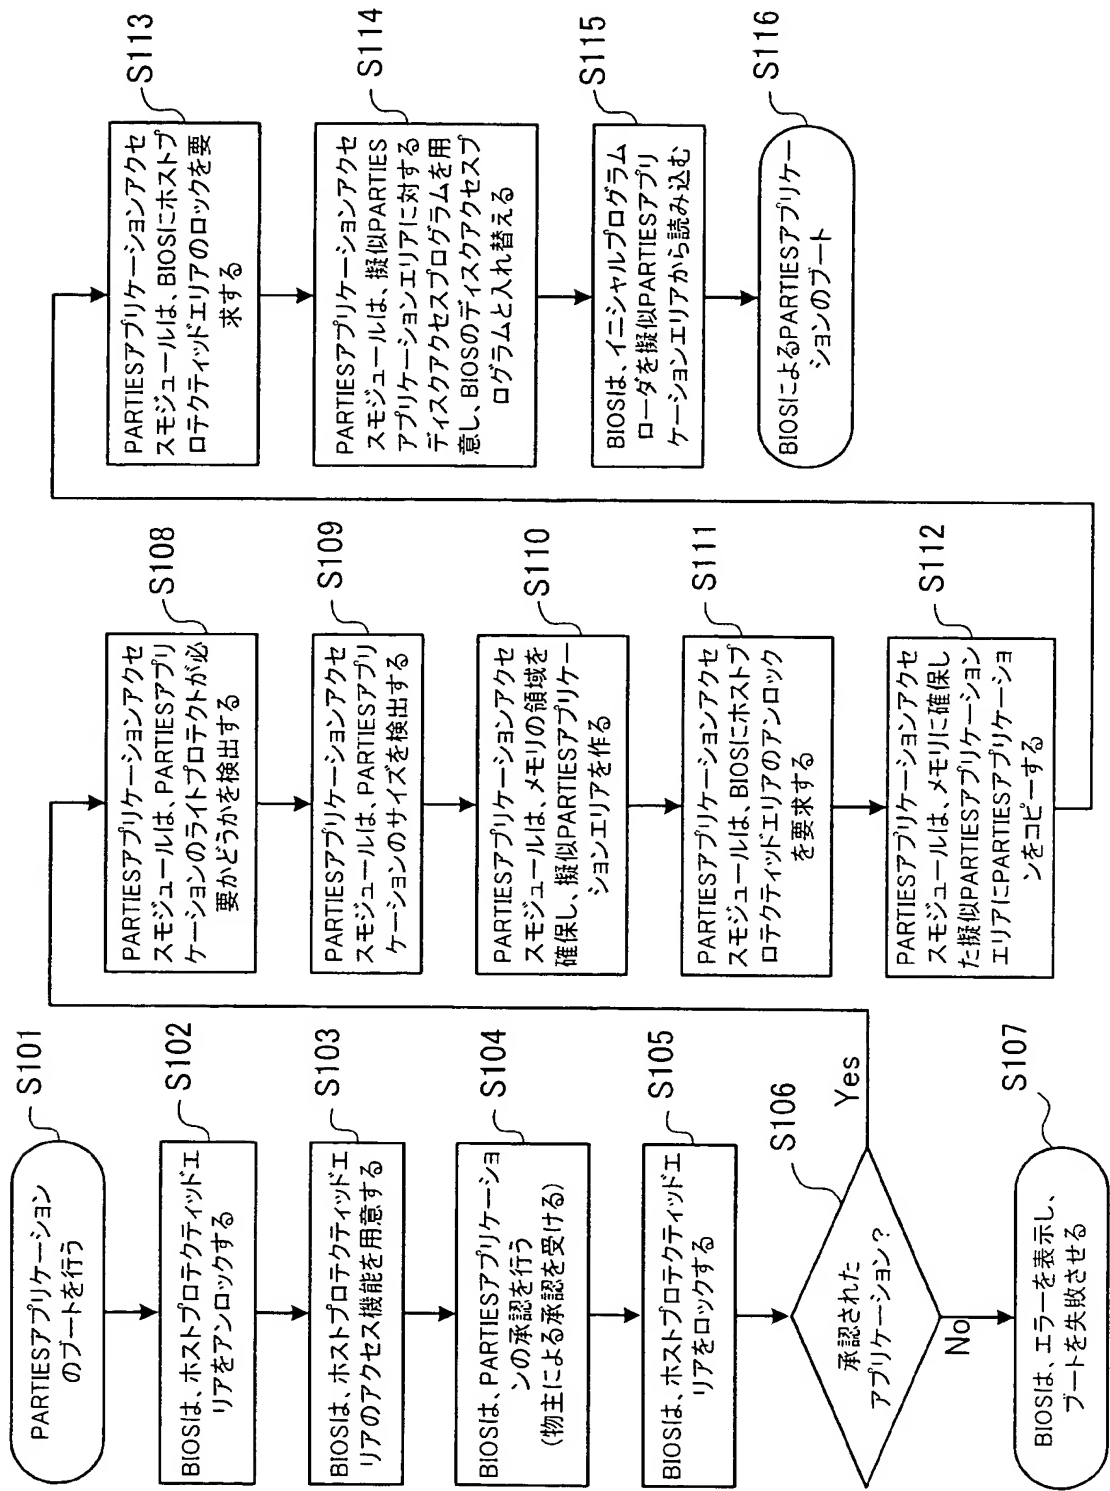 PARTIESアプリケーション
のブートを行う
S101
BIOSは、ホストプロテクティッドエ
リアをアンロックする
S102
BIOSは、ホストプロテクティッドエ
リアのアクセス機能を用意する
S103
BIOSは、PARTIESアプリケーショ
ンの承認を行う
(物主による承認を受ける)
S104
BIOSは、ホストプロテクティッドエ
リアをロックする
S105
承認された
アプリケーション?
S106
Yes
No
BIOSは、エラーを表示し、
ブートを失敗させる
S107
PARTIESアプリケーションアクセ
スモジュールは、PARTIESアプリ
ケーションのライトプロテクトが必
要かどうかを検出する
S108
PARTIESアプリケーションアクセ
スモジュールは、PARTIESアプリ
ケーションのサイズを検出する
S109
PARTIESアプリケーションアクセ
スモジュールは、メモリの領域を
確保し、擬似PARTIESアプリケー
ションエリアを作る
S110
PARTIESアプリケーションアクセ
スモジュールは、BIOSにホストプ
ロテクティッドエリアのアンロック
を要求する
S111
PARTIESアプリケーションアクセ
スモジュールは、メモリに確保し
た擬似PARTIESアプリケーション
エリアにPARTIESアプリケーショ
ンをコピーする
S112
PARTIESアプリケーションアクセ
スモジュールは、BIOSにホストプ
ロテクティッドエリアのロックを要
求する
S113
PARTIESアプリケーションアクセ
スモジュールは、擬似PARTIES
アプリケーションエリアに対する
ディスクアクセスプログラムを用
意し、BIOSのディスクアクセスプ
ログラムと入れ替える
S114
BIOSは、イニシャルプログラム
ローダを擬似PARTIESアプリ
ケーションエリアから読み込む
S115
BIOSによるPARTIESアプリケー
ションのブート
S116